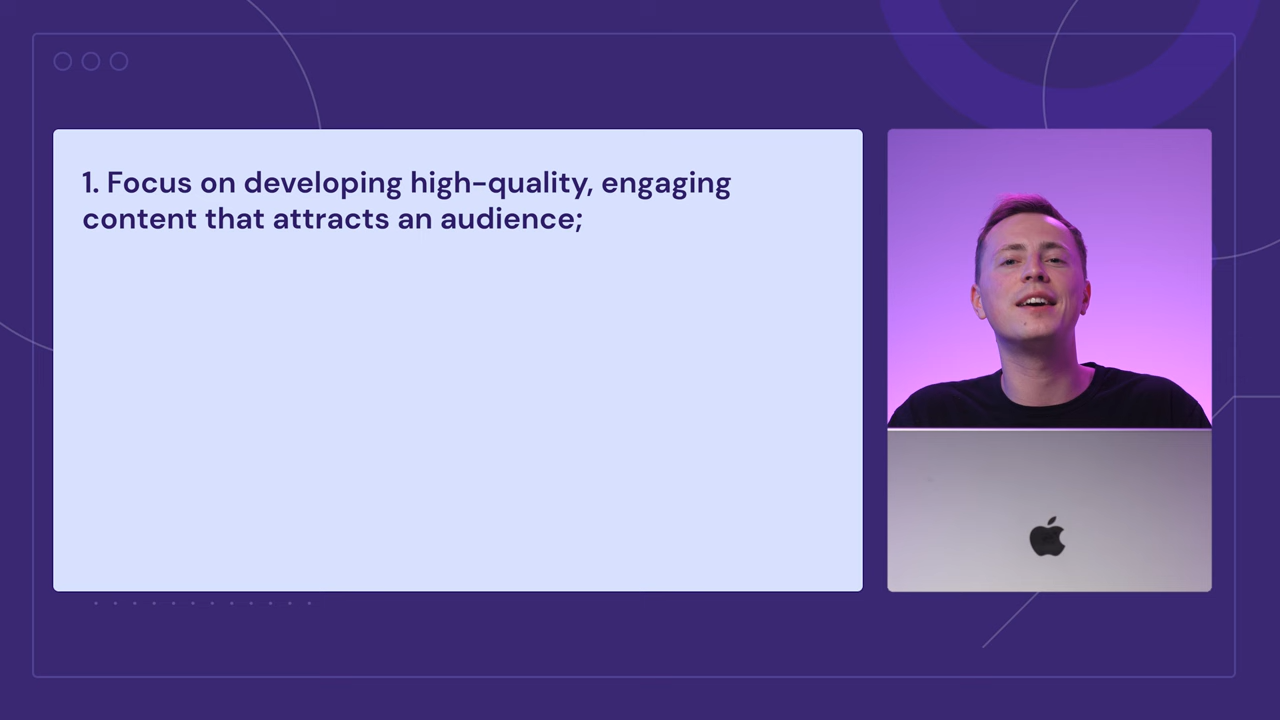 1. Focus on developing high-quality, engaging
content that attracts an audience;